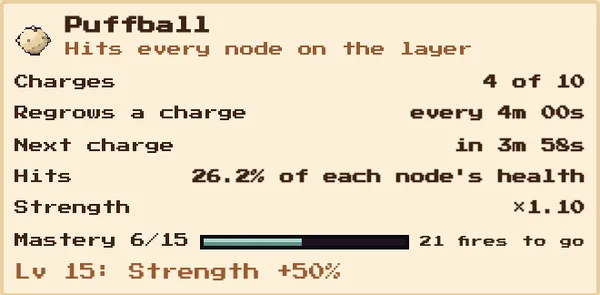 Puffball
Hits every node on the layer
Charges 4 of 10
Regrows a charge every 4m 00s
Next charge in 3m 58s
Hits 26.2% of each node's health
Strength ×1.10
Mastery 6/15 21 fires to go
Lv 15: Strength +50%